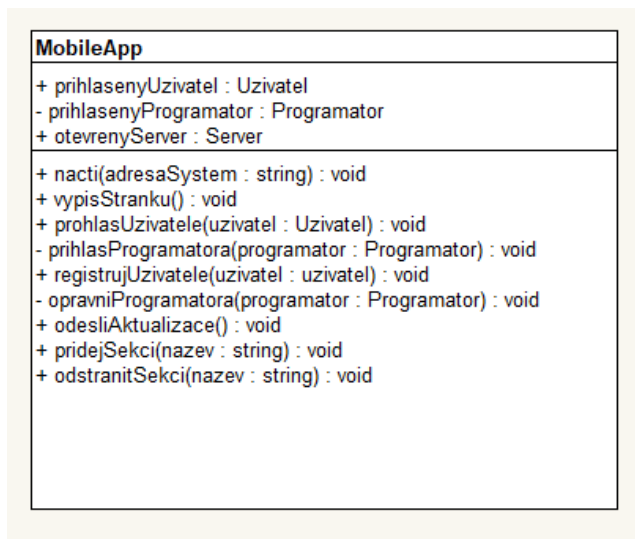 MobileApp
+ prihlasenyUzivatel : Uzivatel
- prihlasenyProgramator : Programator
+ otevrenyServer : Server
+ nacti(adresaSystem : string) : void
+ vypisStranku() : void
+ prohlasUzivatele(uzivatel : Uzivatel) : void
- prihlasProgramatora(programator : Programator) : void
+ registrujUzivatele(uzivatel : uzivatel) : void
- opravniProgramatora(programator : Programator) : void
+ odesliAktualizace() : void
+ pridejSekci(nazev : string) : void
+ odstranitSekci(nazev : string) : void